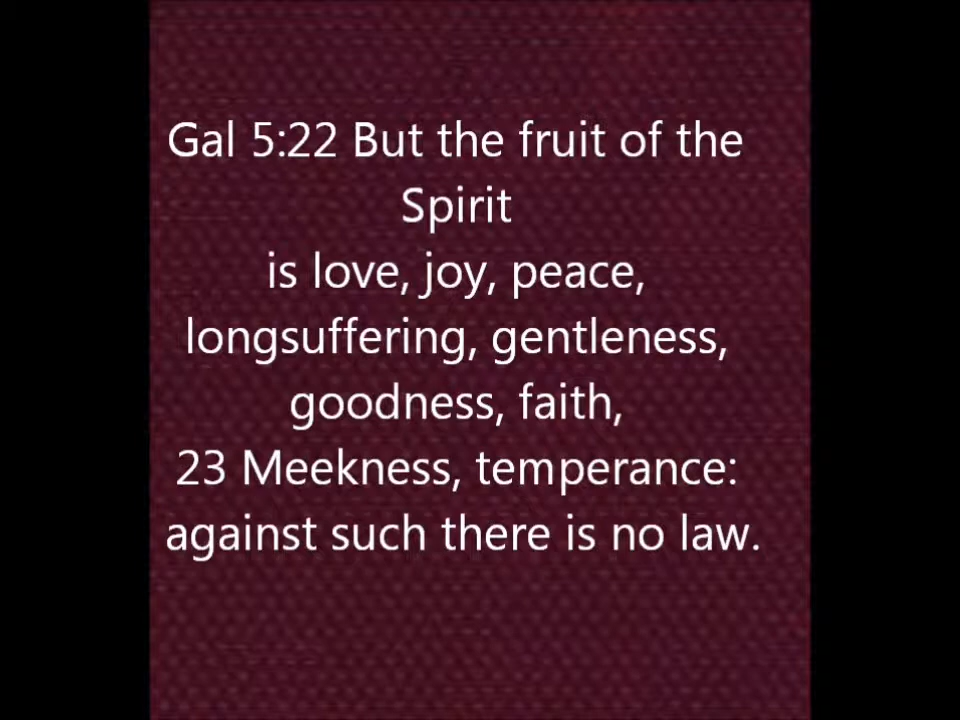 Gal 5:22 But the fruit of the
Spirit
is love, joy, peace,
longsuffering, gentleness,
goodness, faith,
23 Meekness, temperance:
against such there is no law.